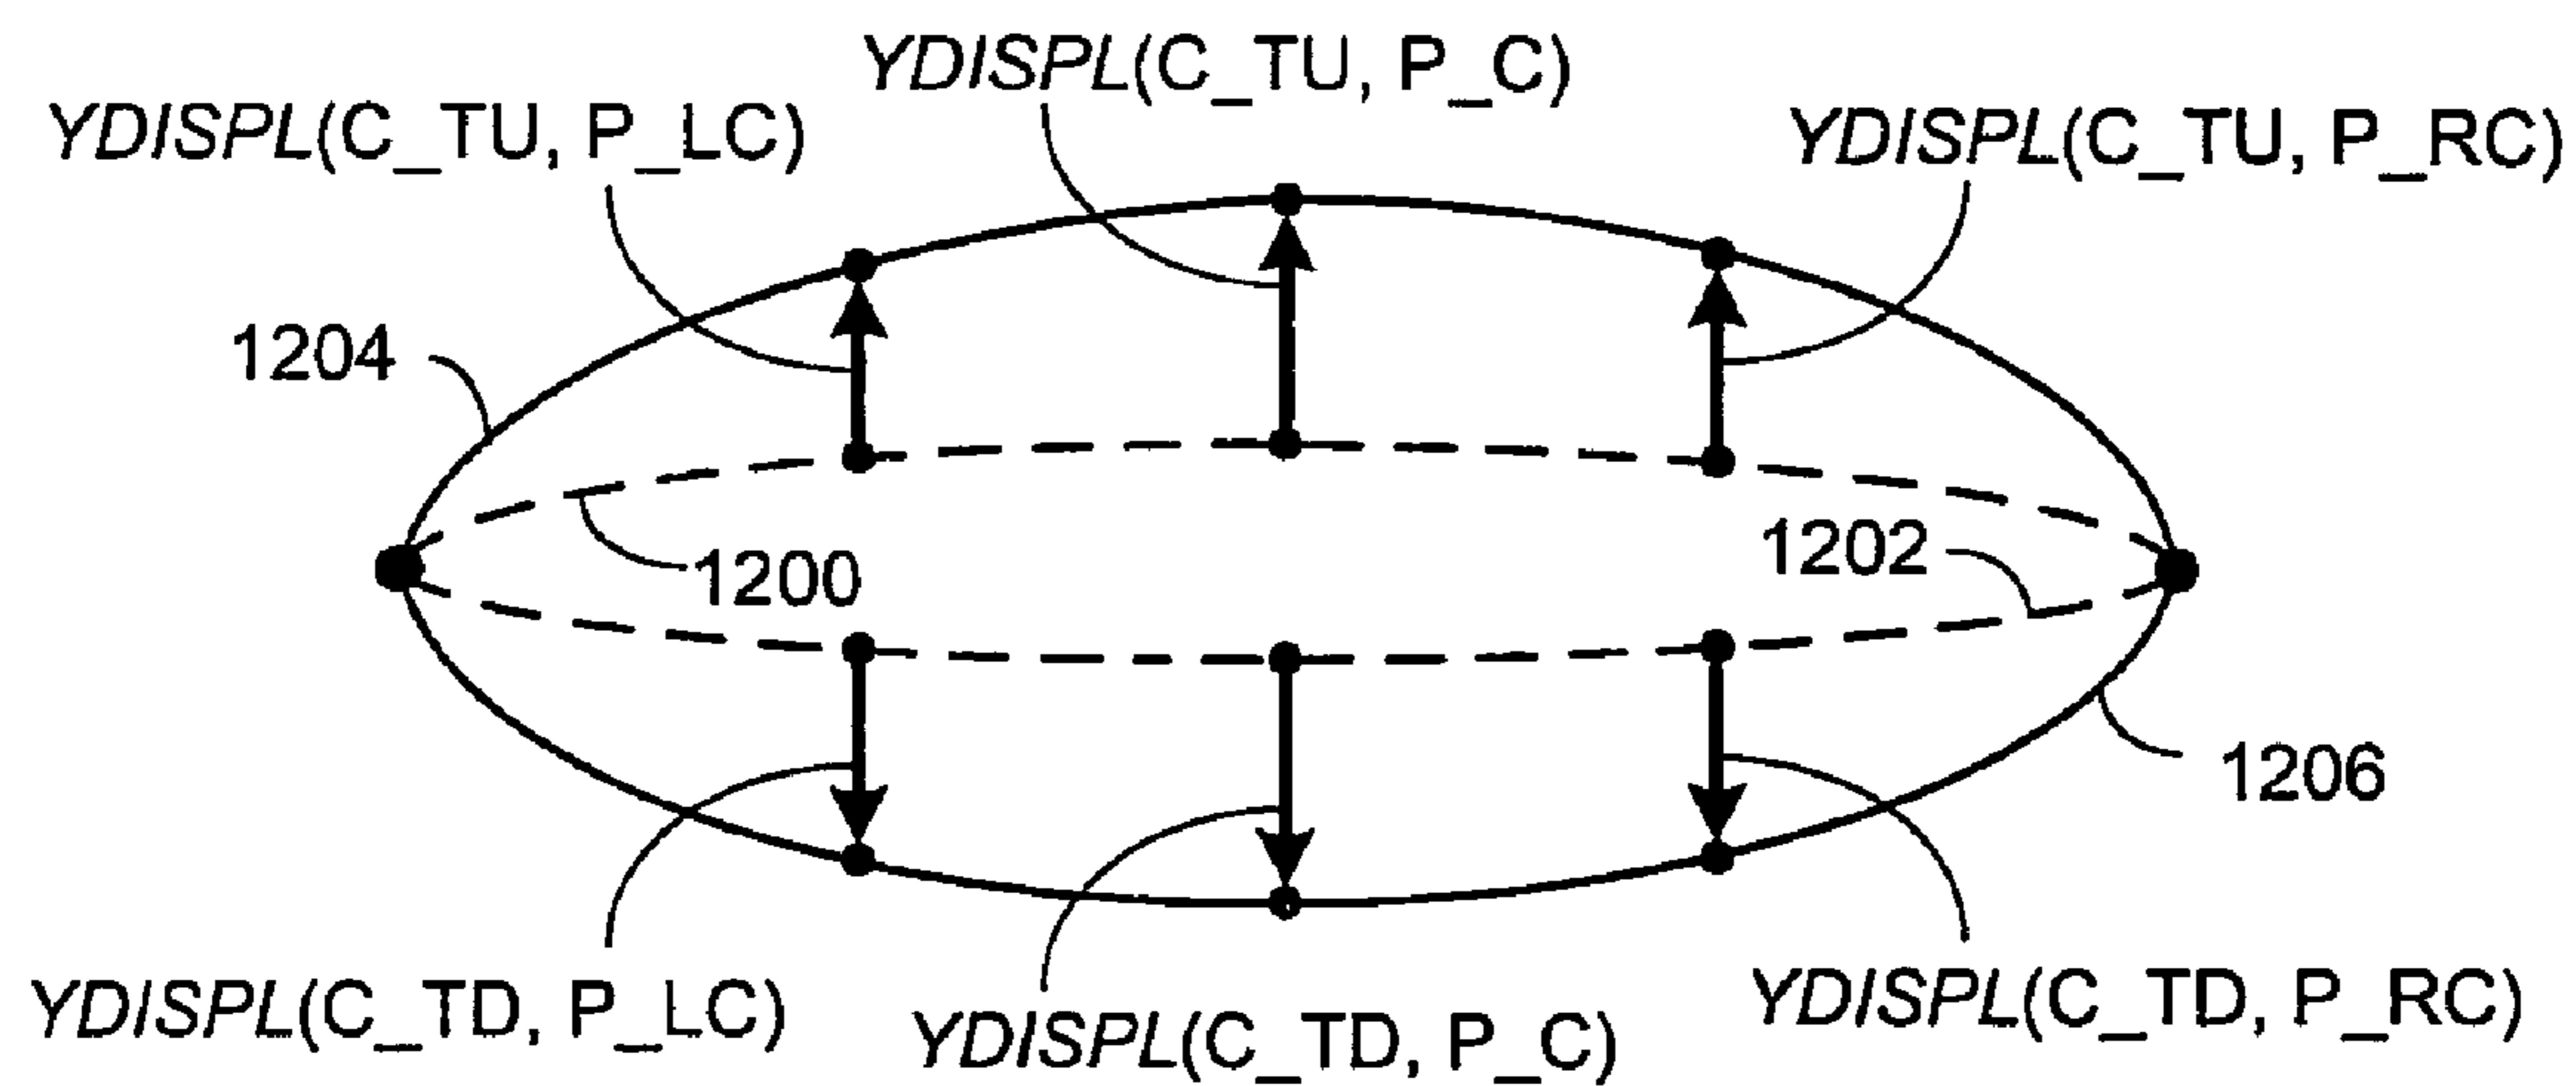 YDISPL(C_TU, P_C)
YDISPL(C_TU, P_LC)
YDISPL(C_TU, P_RC)
1204
1200
1202
1206
YDISPL(C_TD, P_LC)
YDISPL(C_TD, P_C)
YDISPL(C_TD, P_RC)